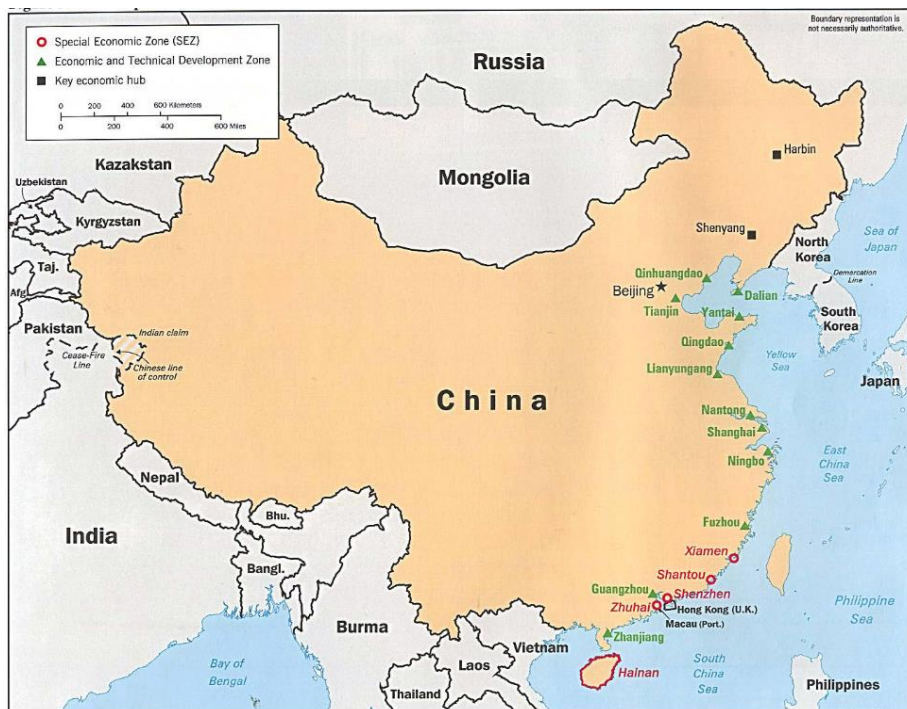 Boundary representation is
not necessarily authoritative.
Special Economic Zone (SEZ)
Economic and Technical Development Zone
Key economic hub
0 200 400 600 Kilometers
0 200 400 600 Miles
Russia
Kazakstan
Mongolia
Harbin
Uzbekistan
Kyrgyzstan
Shenyang
North
Korea
Sea of
Japan
Taj.
Qinhuangdao
Demarcation
Line
Beijing
Dalian
Afg.
Tianjin
Yantai
South
Korea
Pakistan
Indian claim
Qingdao
Yellow
Sea
Cease-Fire
Line
Chinese line
of control
Lianyungang
Japan
China
Nantong
Shanghai
East
China
Sea
Ningbo
Nepal
Bhu.
India
Fuzhou
Xiamen
Bangl.
Shantou
Guangzhou
Shenzhen
Zhuhai
Hong Kong (U.K.)
Macau (Port.)
Philippine
Sea
Burma
Vietnam
Zhanjiang
Laos
Bay of
Bengal
Hainan
South
China
Sea
Thailand
Philippines